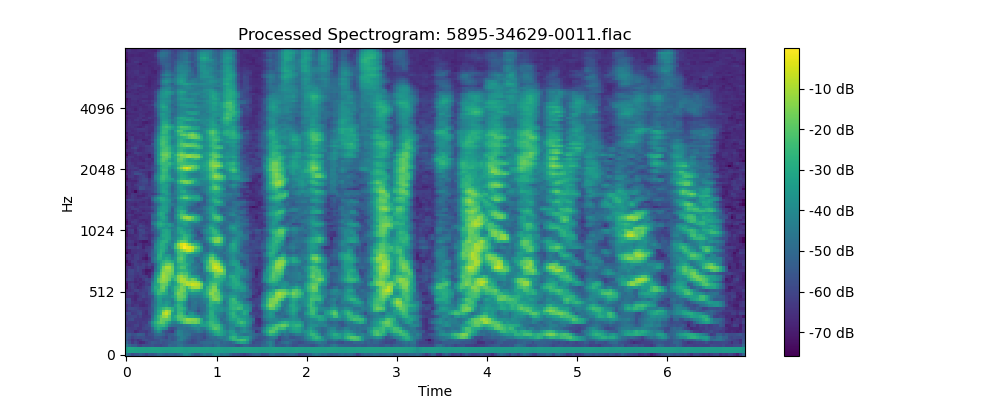 Processed Spectrogram: 5895-34629-0011.flac
Hz
4096
2048
1024
512
0
0 1 2 3 4 5 6
Time
-10 dB
-20 dB
-30 dB
-40 dB
-50 dB
-60 dB
-70 dB